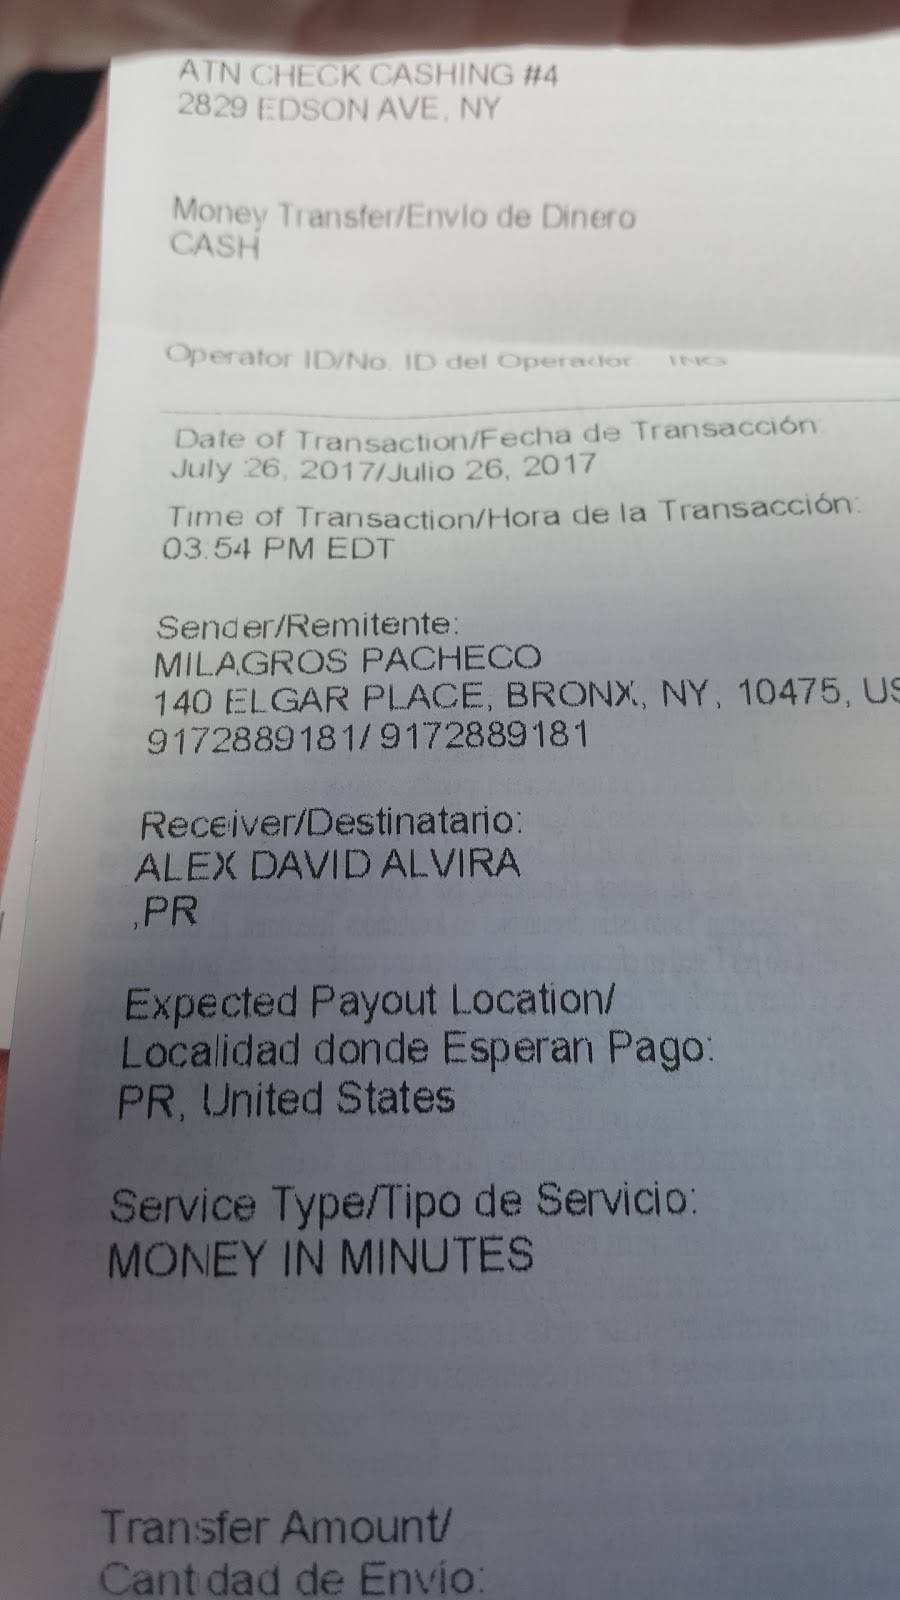 ATN CHECK CASHING #4
2829 EDSON AVE, NY
Money Transfer/Envio de Dinero
CASH
Operator ID/No. ID del Operador: ING
Date of Transaction/Fecha de Transacción:
July 26, 2017/Julio 26, 2017
Time of Transaction/Hora de la Transacción:
03:54 PM EDT
Sender/Remitente:
MILAGROS PACHECO
140 ELGAR PLACE, BRONX, NY, 10475, US
9172889181/ 9172889181
Receiver/Destinatario:
ALEX DAVID ALVIRA
,PR
Expected Payout Location/
Localidad donde Esperan Pago:
PR, United States
Service Type/Tipo de Servicio:
MONEY IN MINUTES
Transfer Amount/
Cantidad de Envío: